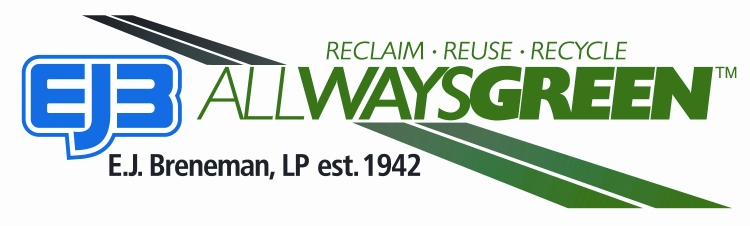 RECLAIM · REUSE · RECYCLE
EJB
ALLWAYSGREEN™
E.J. Breneman, LP est. 1942